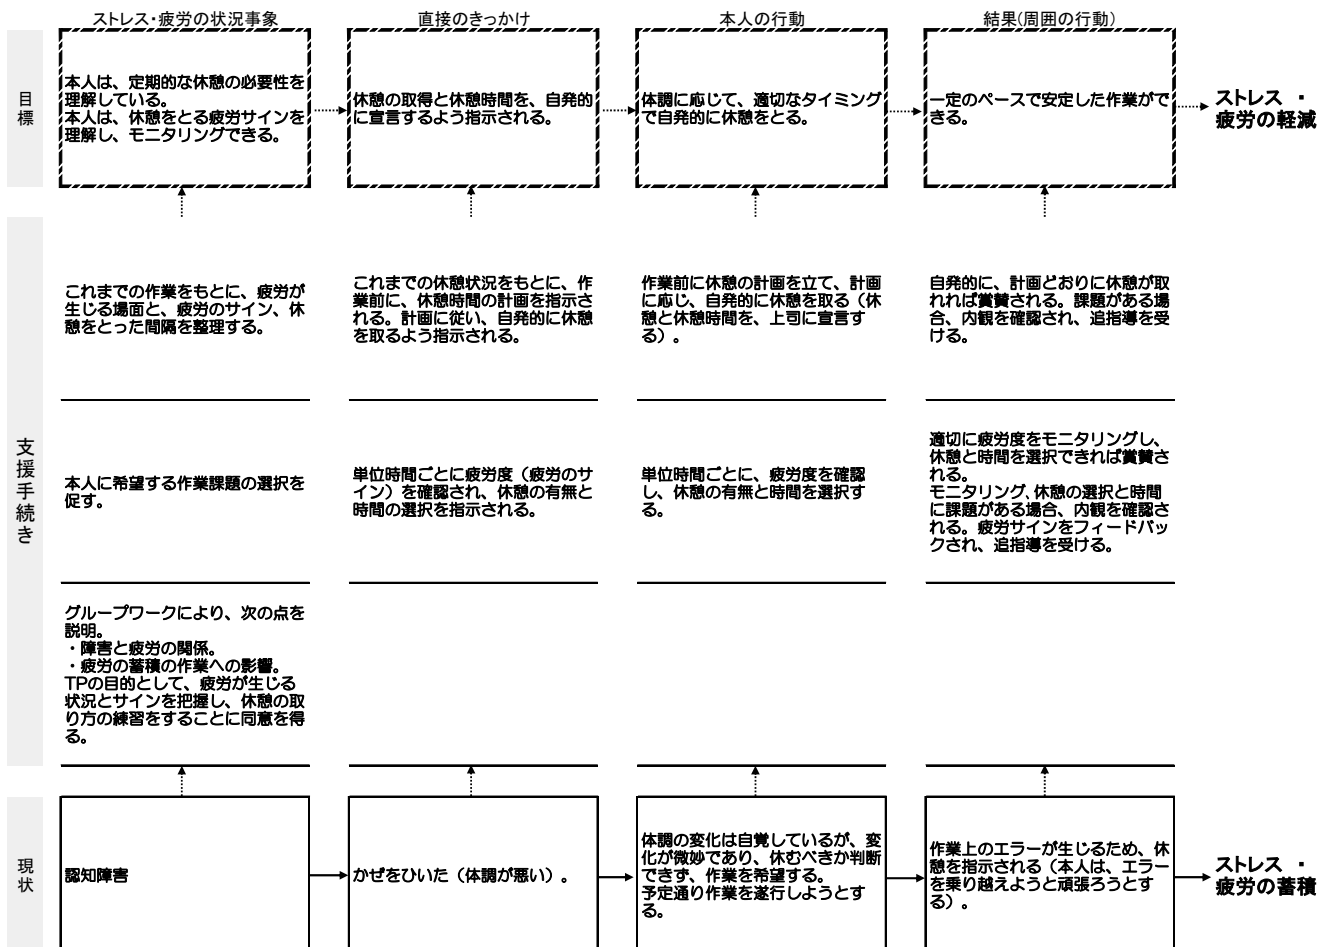 ストレス・疲労の状況事象
直接のきっかけ
本人の行動
結果(周囲の行動)
目標
本人は、定期的な休憩の必要性を
理解している。
本人は、休憩をとる疲労サインを
理解し、モニタリングできる。
休憩の取得と休憩時間を、自発的
に宣言するよう指示される。
体調に応じて、適切なタイミング
で自発的に休憩をとる。
一定のペースで安定した作業がで
きる。
ストレス ・
疲労の軽減
支援手続き
これまでの作業をもとに、疲労が
生じる場面と、疲労のサイン、休
憩をとった間隔を整理する。
これまでの休憩状況をもとに、作
業前に、休憩時間の計画を指示さ
れる。計画に従い、自発的に休憩
を取るよう指示される。
作業前に休憩の計画を立て、計画
に応じ、自発的に休憩を取る（休
憩と休憩時間を、上司に宣言す
る）。
自発的に、計画どおりに休憩が取
れれば賞賛される。課題がある場
合、内観を確認され、追指導を受
ける。
本人に希望する作業課題の選択を
促す。
単位時間ごとに疲労度（疲労のサ
イン）を確認され、休憩の有無と
時間の選択を指示される。
単位時間ごとに、疲労度を確認
し、休憩の有無と時間を選択す
る。
適切に疲労度をモニタリングし、
休憩と時間を選択できれば賞賛さ
れる。
モニタリング、休憩の選択と時間
に課題がある場合、内観を確認さ
れる。疲労サインをフィードバッ
クされ、追指導を受ける。
グループワークにより、次の点を
説明。
・障害と疲労の関係。
・疲労の蓄積の作業への影響。
TPの目的として、疲労が生じる
状況とサインを把握し、休憩の取
り方の練習をすることに同意を得
る。
現状
認知障害
かぜをひいた（体調が悪い）。
体調の変化は自覚しているが、変
化が微妙であり、休むべきか判断
できず、作業を希望する。
予定通り作業を遂行しようとす
る。
作業上のエラーが生じるため、休
憩を指示される（本人は、エラー
を乗り越えようと頑張ろうとす
る）。
ストレス ・
疲労の蓄積